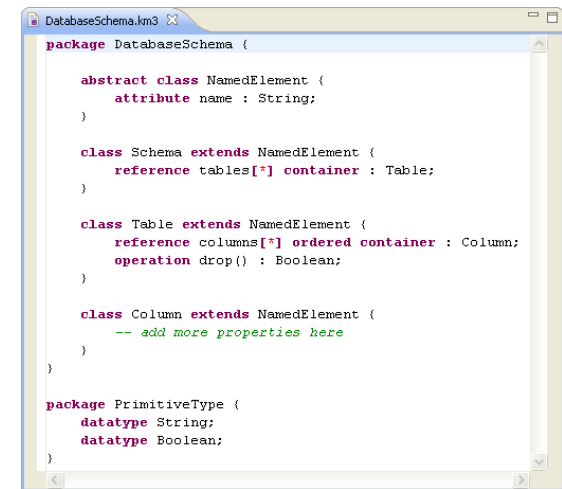 DatabaseSchema.km3
package DatabaseSchema {
abstract class NamedElement {
attribute name : String;
}
class Schema extends NamedElement {
reference tables[*] container : Table;
}
class Table extends NamedElement {
reference columns[*] ordered container : Column;
operation drop() : Boolean;
}
class Column extends NamedElement {
-- add more properties here
}
}
package PrimitiveType {
datatype String;
datatype Boolean;
}